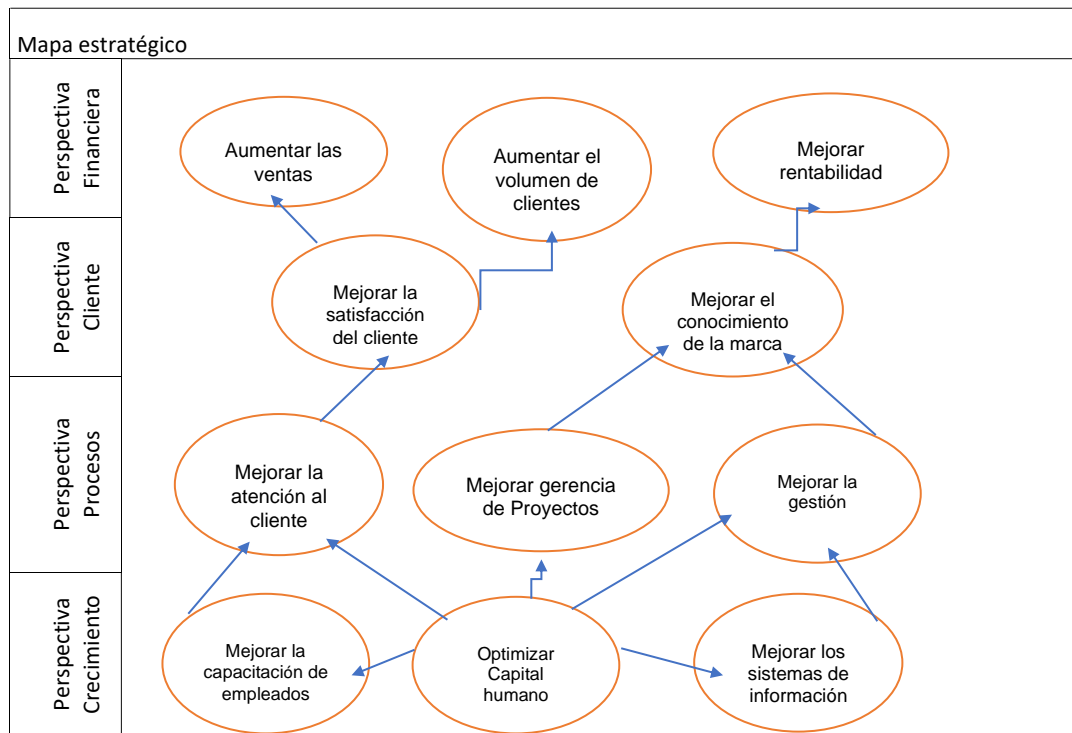 Mapa estratégico
Perspectiva
Financiera
Aumentar las
ventas
Aumentar el
volumen de
clientes
Mejorar
rentabilidad
Perspectiva
Cliente
Mejorar la
satisfacción
del cliente
Mejorar el
conocimiento
de la marca
Perspectiva
Procesos
Mejorar la
atención al
cliente
Mejorar gerencia
de Proyectos
Mejorar la
gestión
Perspectiva
Crecimiento
Mejorar la
capacitación de
empleados
Optimizar
Capital
humano
Mejorar los
sistemas de
información